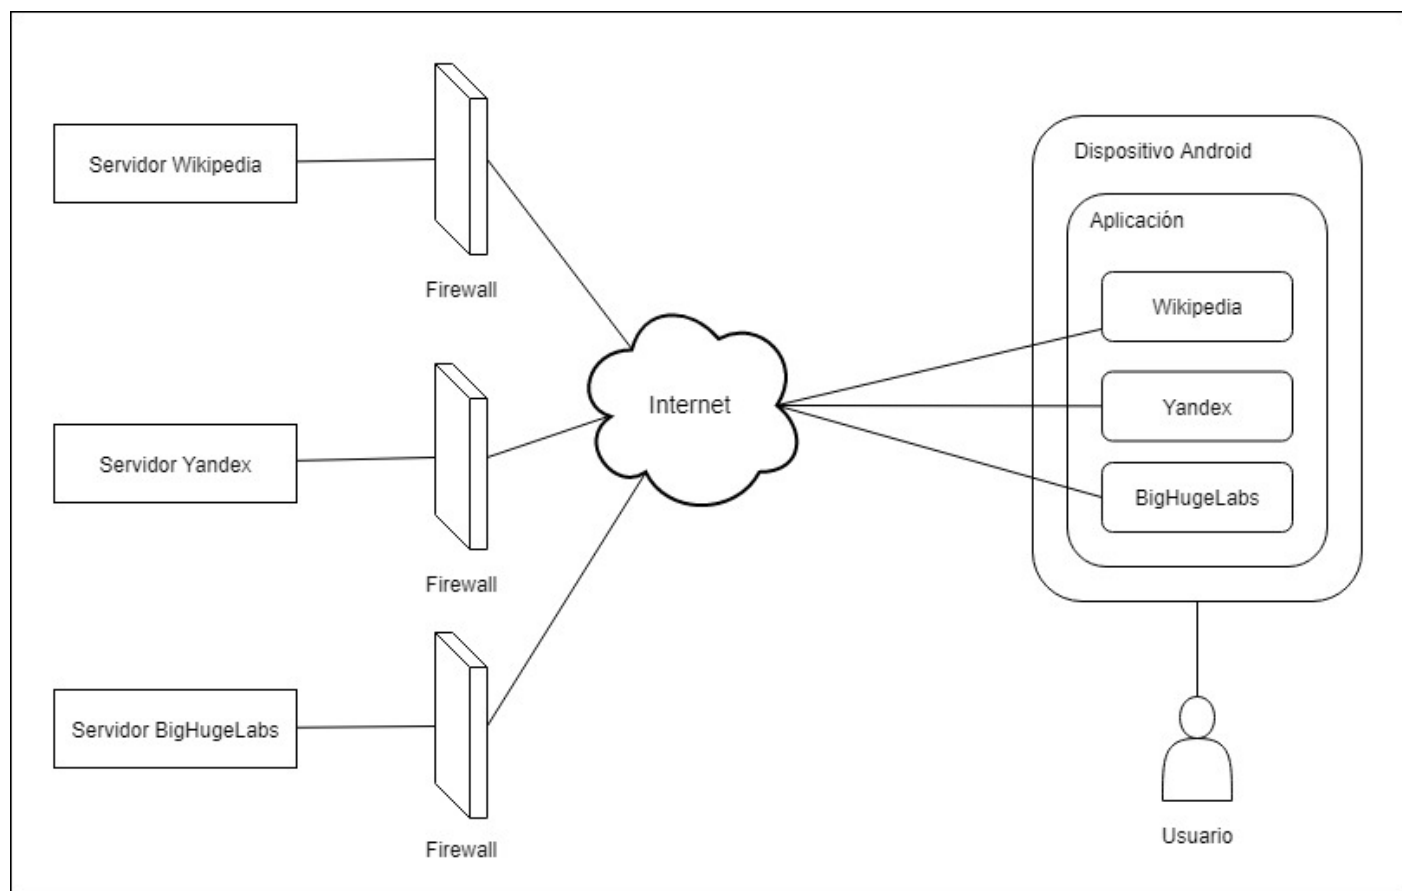 Servidor Wikipedia
Firewall
Servidor Yandex
Firewall
Servidor BigHugeLabs
Firewall
Internet
Dispositivo Android
Aplicación
Wikipedia
Yandex
BigHugeLabs
Usuario